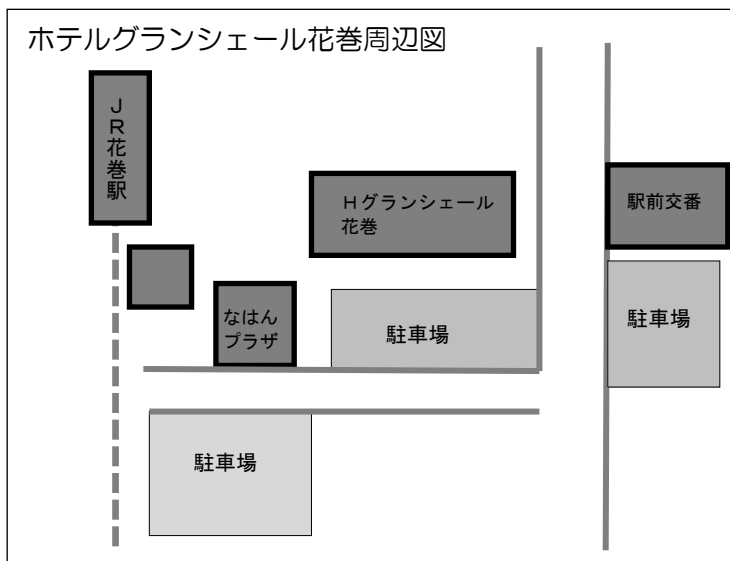 ホテルグランシェール花巻周辺図
ＪＲ花巻駅
Ｈグランシェール
花巻
駅前交番
なはん
プラザ
駐車場
駐車場
駐車場